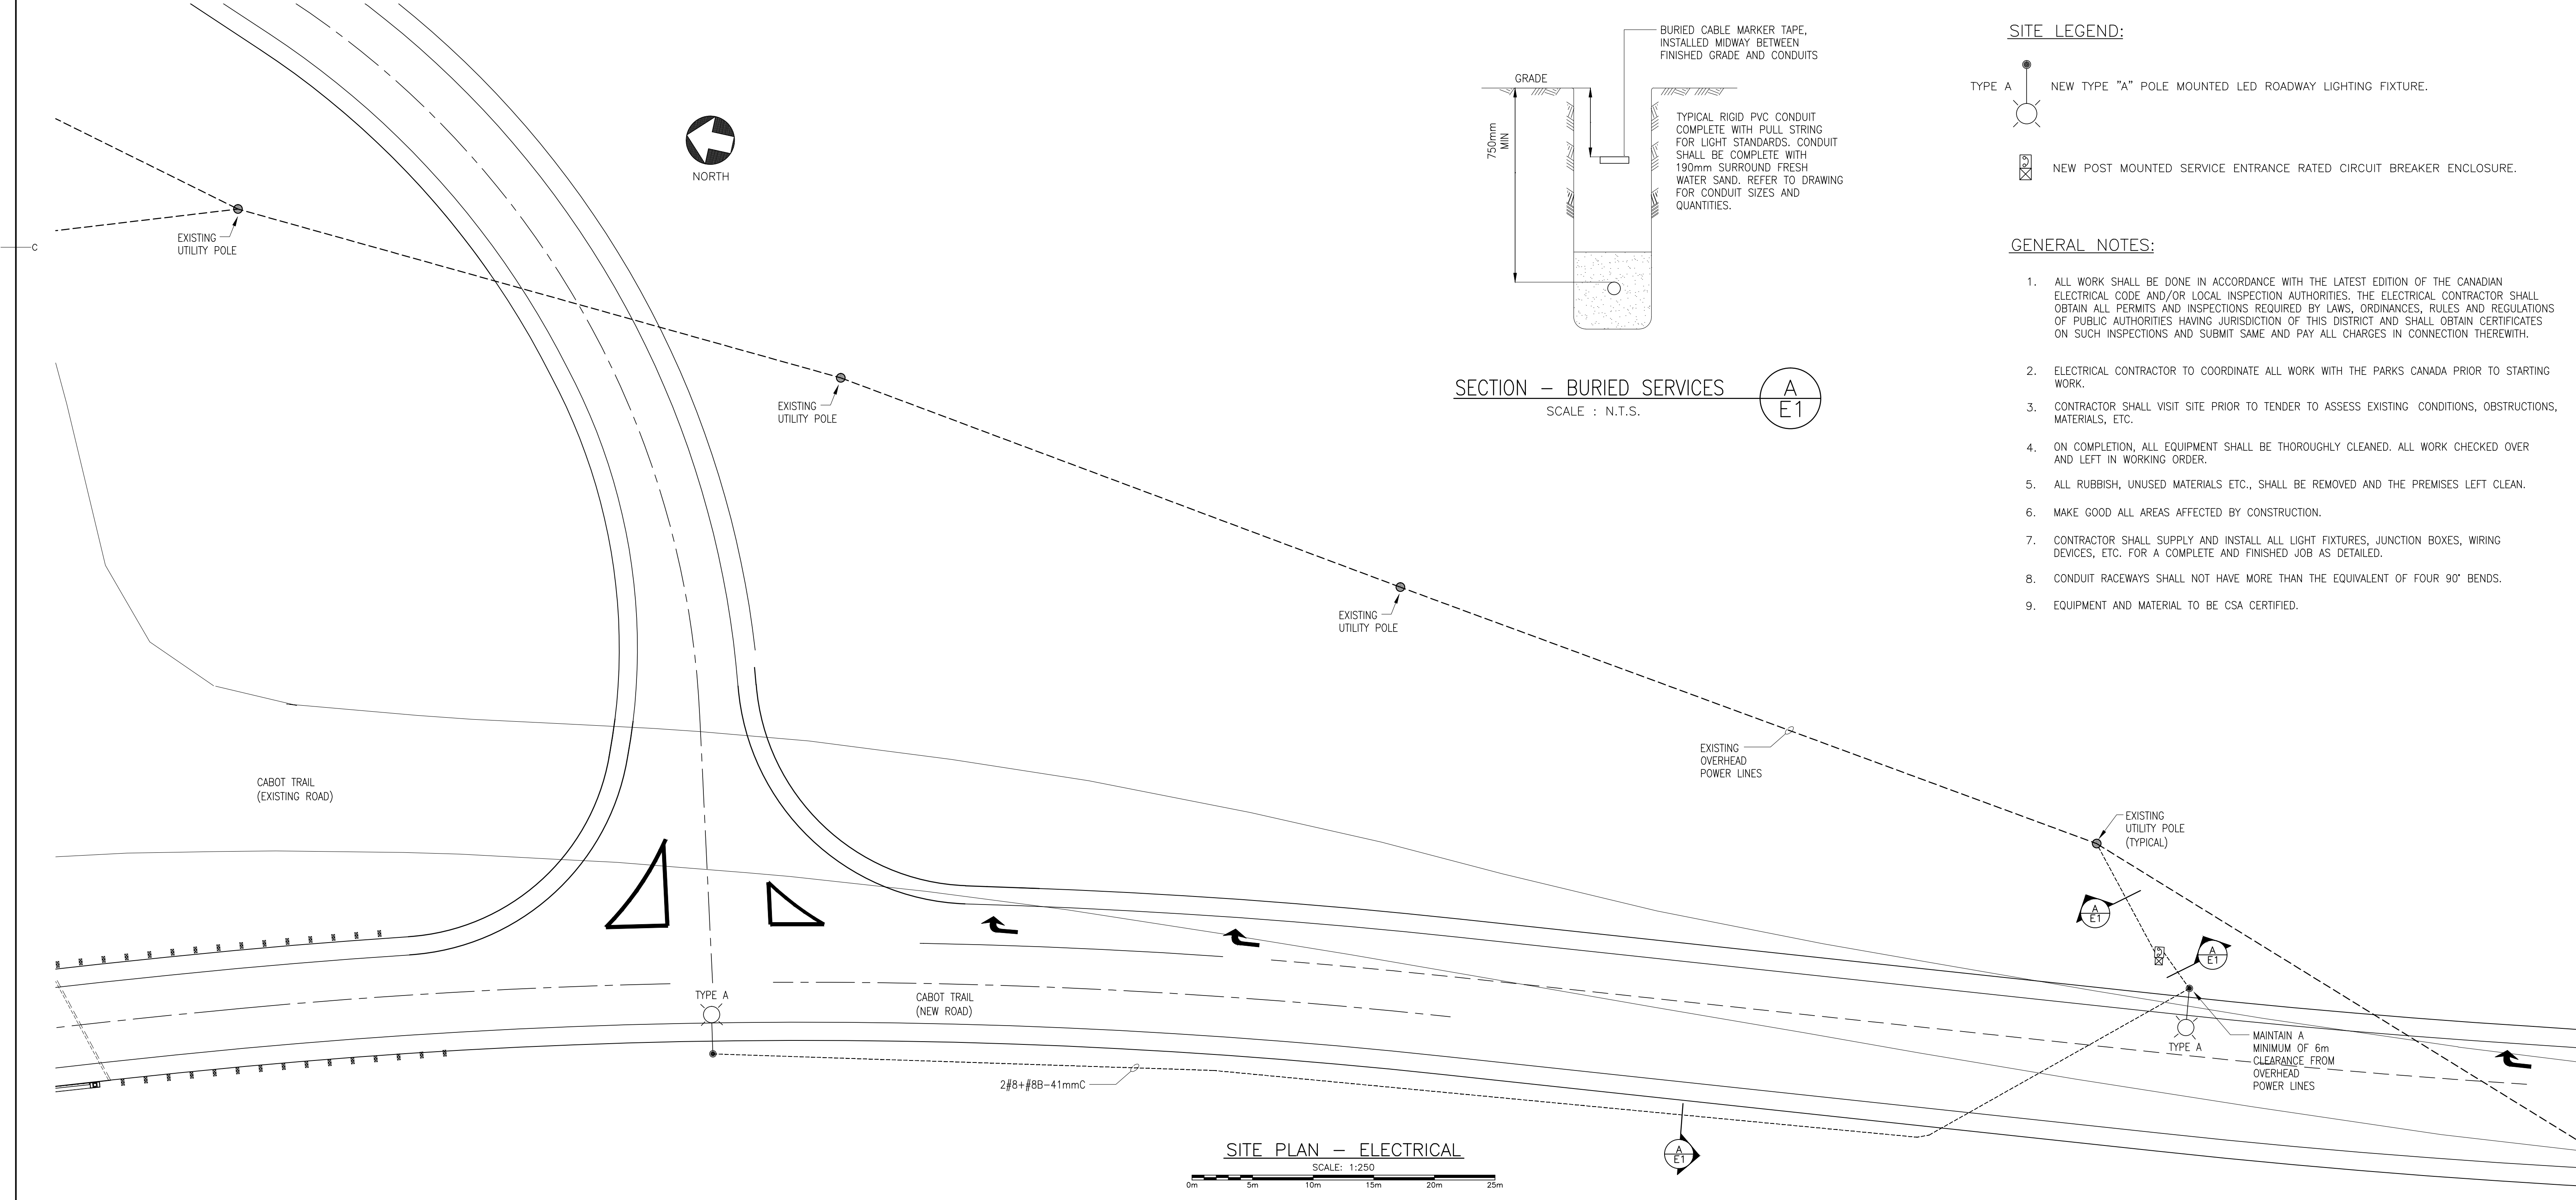 BURIED CABLE MARKER TAPE,
INSTALLED MIDWAY BETWEEN
FINISHED GRADE AND CONDUITS
GRADE
750mm
MIN
TYPICAL RIGID PVC CONDUIT
COMPLETE WITH PULL STRING
FOR LIGHT STANDARDS. CONDUIT
SHALL BE COMPLETE WITH
190mm SURROUND FRESH
WATER SAND. REFER TO DRAWING
FOR CONDUIT SIZES AND
QUANTITIES.
SECTION – BURIED SERVICES
SCALE : N.T.S.
A
E1
SITE LEGEND:
TYPE A
NEW TYPE "A" POLE MOUNTED LED ROADWAY LIGHTING FIXTURE.
NEW POST MOUNTED SERVICE ENTRANCE RATED CIRCUIT BREAKER ENCLOSURE.
GENERAL NOTES:
1. ALL WORK SHALL BE DONE IN ACCORDANCE WITH THE LATEST EDITION OF THE CANADIAN
ELECTRICAL CODE AND/OR LOCAL INSPECTION AUTHORITIES. THE ELECTRICAL CONTRACTOR SHALL
OBTAIN ALL PERMITS AND INSPECTIONS REQUIRED BY LAWS, ORDINANCES, RULES AND REGULATIONS
OF PUBLIC AUTHORITIES HAVING JURISDICTION OF THIS DISTRICT AND SHALL OBTAIN CERTIFICATES
ON SUCH INSPECTIONS AND SUBMIT SAME AND PAY ALL CHARGES IN CONNECTION THEREWITH.
2. ELECTRICAL CONTRACTOR TO COORDINATE ALL WORK WITH THE PARKS CANADA PRIOR TO STARTING
WORK.
3. CONTRACTOR SHALL VISIT SITE PRIOR TO TENDER TO ASSESS EXISTING CONDITIONS, OBSTRUCTIONS,
MATERIALS, ETC.
4. ON COMPLETION, ALL EQUIPMENT SHALL BE THOROUGHLY CLEANED. ALL WORK CHECKED OVER
AND LEFT IN WORKING ORDER.
5. ALL RUBBISH, UNUSED MATERIALS ETC., SHALL BE REMOVED AND THE PREMISES LEFT CLEAN.
6. MAKE GOOD ALL AREAS AFFECTED BY CONSTRUCTION.
7. CONTRACTOR SHALL SUPPLY AND INSTALL ALL LIGHT FIXTURES, JUNCTION BOXES, WIRING
DEVICES, ETC. FOR A COMPLETE AND FINISHED JOB AS DETAILED.
8. CONDUIT RACEWAYS SHALL NOT HAVE MORE THAN THE EQUIVALENT OF FOUR 90° BENDS.
9. EQUIPMENT AND MATERIAL TO BE CSA CERTIFIED.
NORTH
C
EXISTING
UTILITY POLE
EXISTING
UTILITY POLE
EXISTING
UTILITY POLE
EXISTING
OVERHEAD
POWER LINES
CABOT TRAIL
(EXISTING ROAD)
EXISTING
UTILITY POLE
(TYPICAL)
A
E1
A
E1
TYPE A
CABOT TRAIL
(NEW ROAD)
TYPE A
MAINTAIN A
MINIMUM OF 6m
CLEARANCE FROM
OVERHEAD
POWER LINES
2#8+#8B-41mmC
A
E1
SITE PLAN – ELECTRICAL
SCALE: 1:250
0m 5m 10m 15m 20m 25m